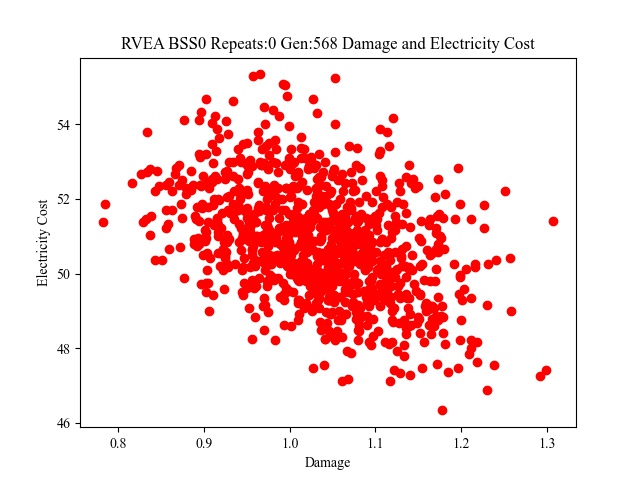 RVEA BSS0 Repeats:0 Gen:568 Damage and Electricity Cost
54
52
50
48
46
Electricity Cost
0.8 0.9 1.0 1.1 1.2 1.3
Damage